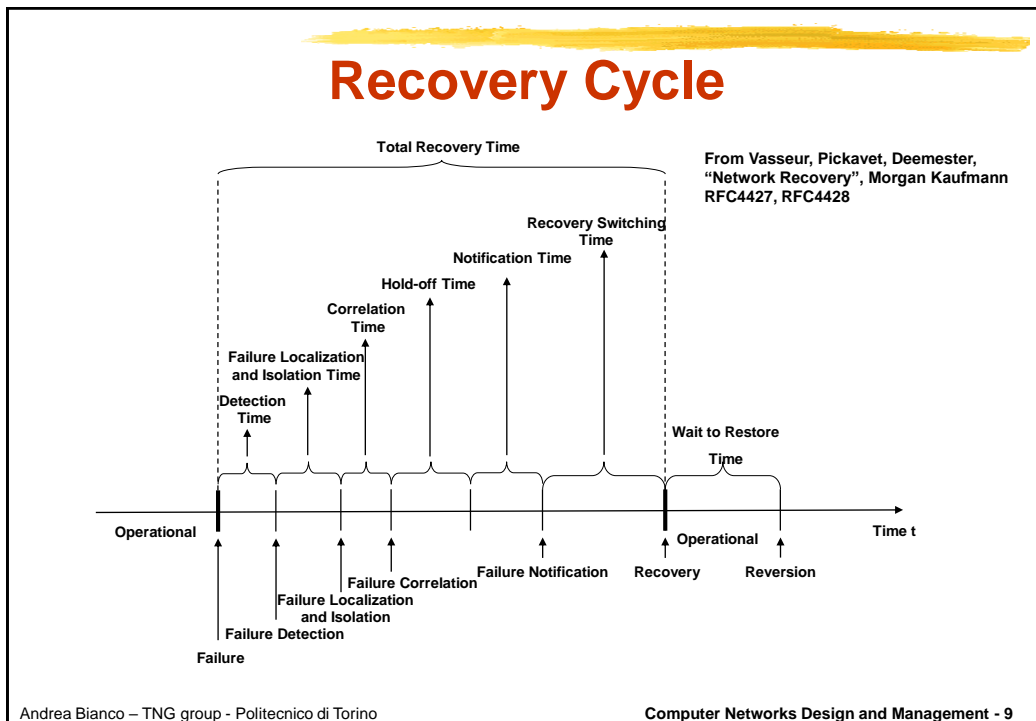 Recovery Cycle
Total Recovery Time
From Vasseur, Pickavet, Deemester,
“Network Recovery”, Morgan Kaufmann
RFC4427, RFC4428
Recovery Switching
Time
Notification Time
Hold-off Time
Correlation
Time
Failure Localization
and Isolation Time
Detection
Time
Wait to Restore
Time
Operational
Operational
Time t
Failure Notification
Recovery
Reversion
Failure Correlation
Failure Localization
and Isolation
Failure Detection
Failure
Andrea Bianco – TNG group - Politecnico di Torino
Computer Networks Design and Management - 9